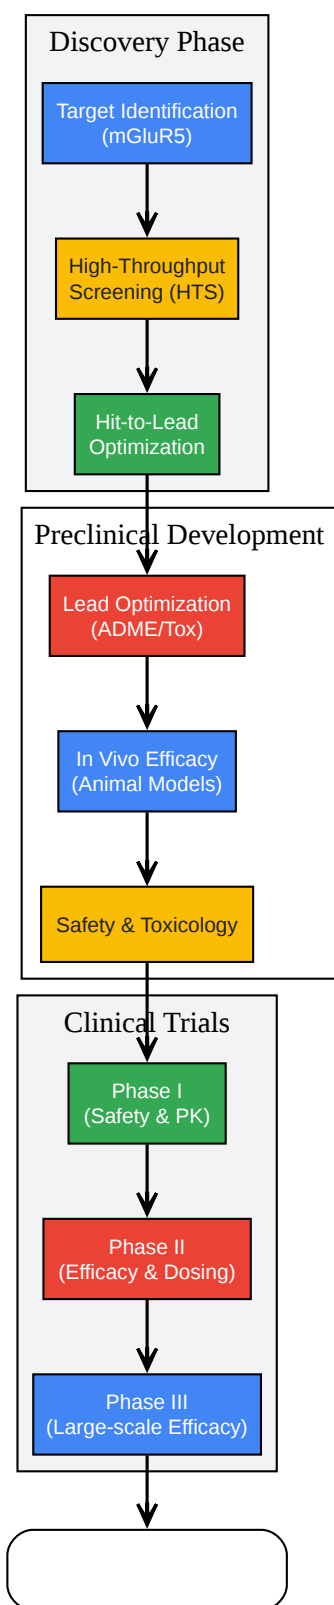 Discovery Phase
Target Identification
(mGluR5)
High-Throughput
Screening (HTS)
Hit-to-Lead
Optimization
Preclinical Development
Lead Optimization
(ADME/Tox)
In Vivo Efficacy
(Animal Models)
Safety & Toxicology
Clinical Trials
Phase I
(Safety & PK)
Phase II
(Efficacy & Dosing)
Phase III
(Large-scale Efficacy)